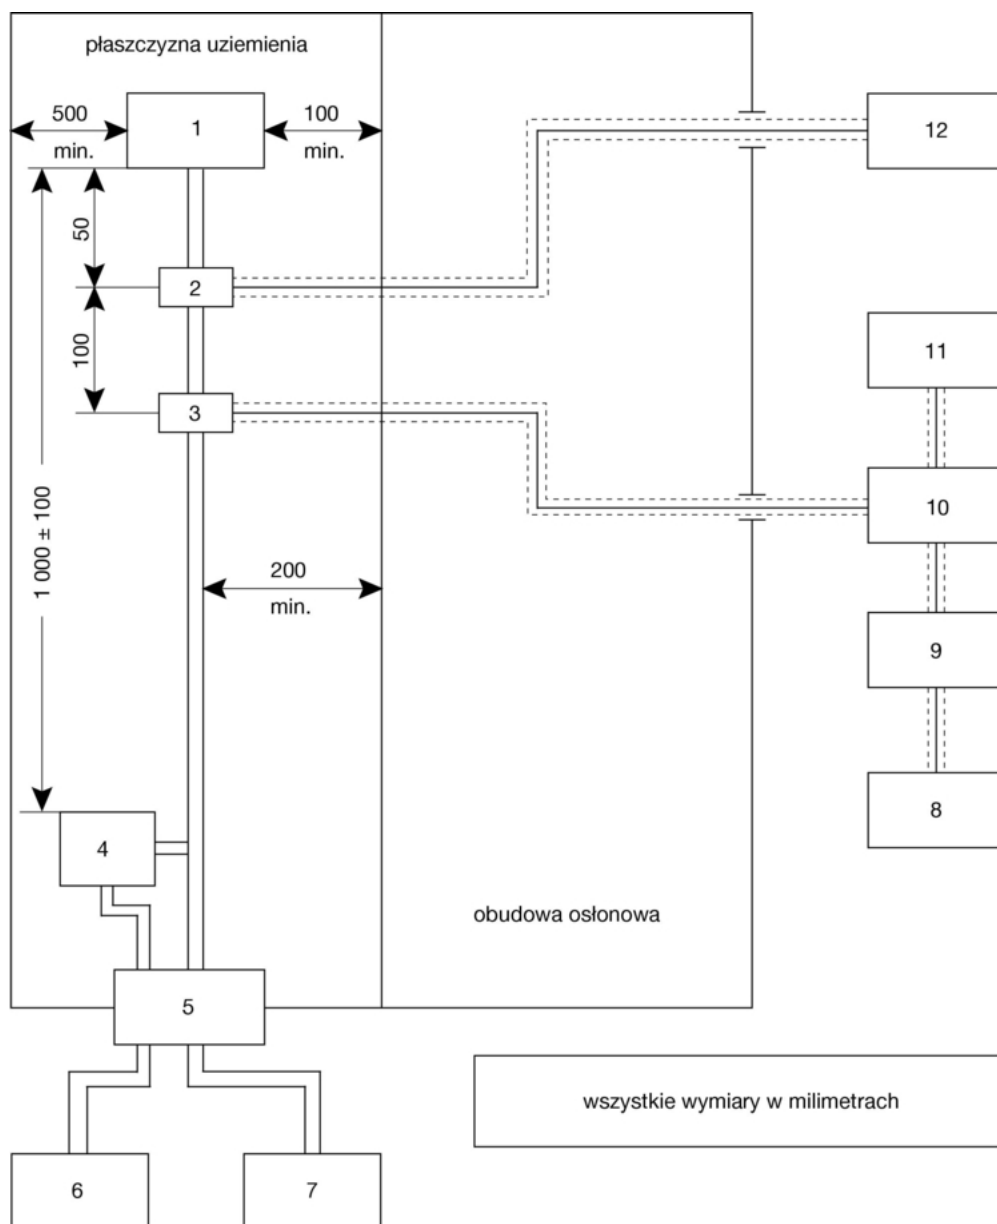 płaszczyzna uziemienia
500
min.
1
100
min.
12
50
2
100
3
11
10
1 000 ± 100
200
min.
9
4
8
obudowa osłonowa
5
wszystkie wymiary w milimetrach
6
7